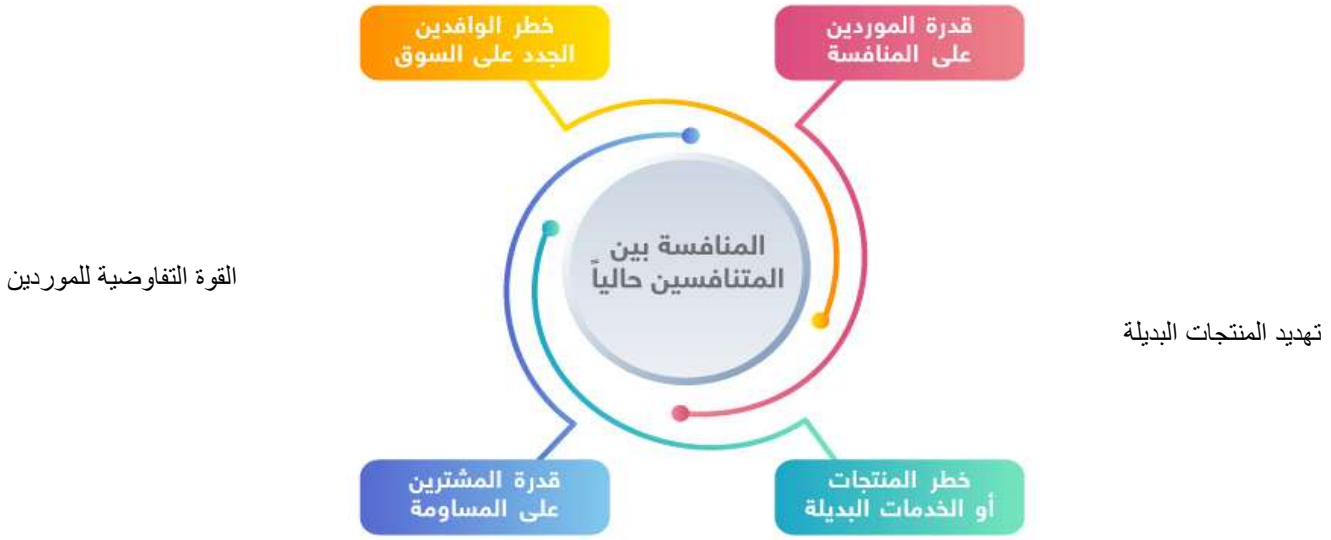 قدرة الموردين
على المنافسة
خطر الوافدين
الجدد على السوق
المنافسة بين
المتنافسين حالياً
القوة التفاوضية للموردين
تهديد المنتجات البديلة
خطر المنتجات
أو الخدمات البديلة
قدرة المشترين
على المساومة